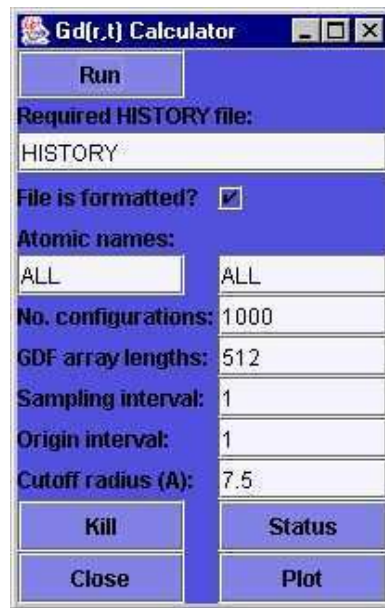 Gd(r,t) Calculator
Run
Required HISTORY file:
HISTORY
File is formatted?
Atomic names:
ALL ALL
No. configurations: 1000
GDF array lengths: 512
Sampling interval: 1
Origin interval: 1
Cutoff radius (A): 7.5
Kill Status
Close Plot